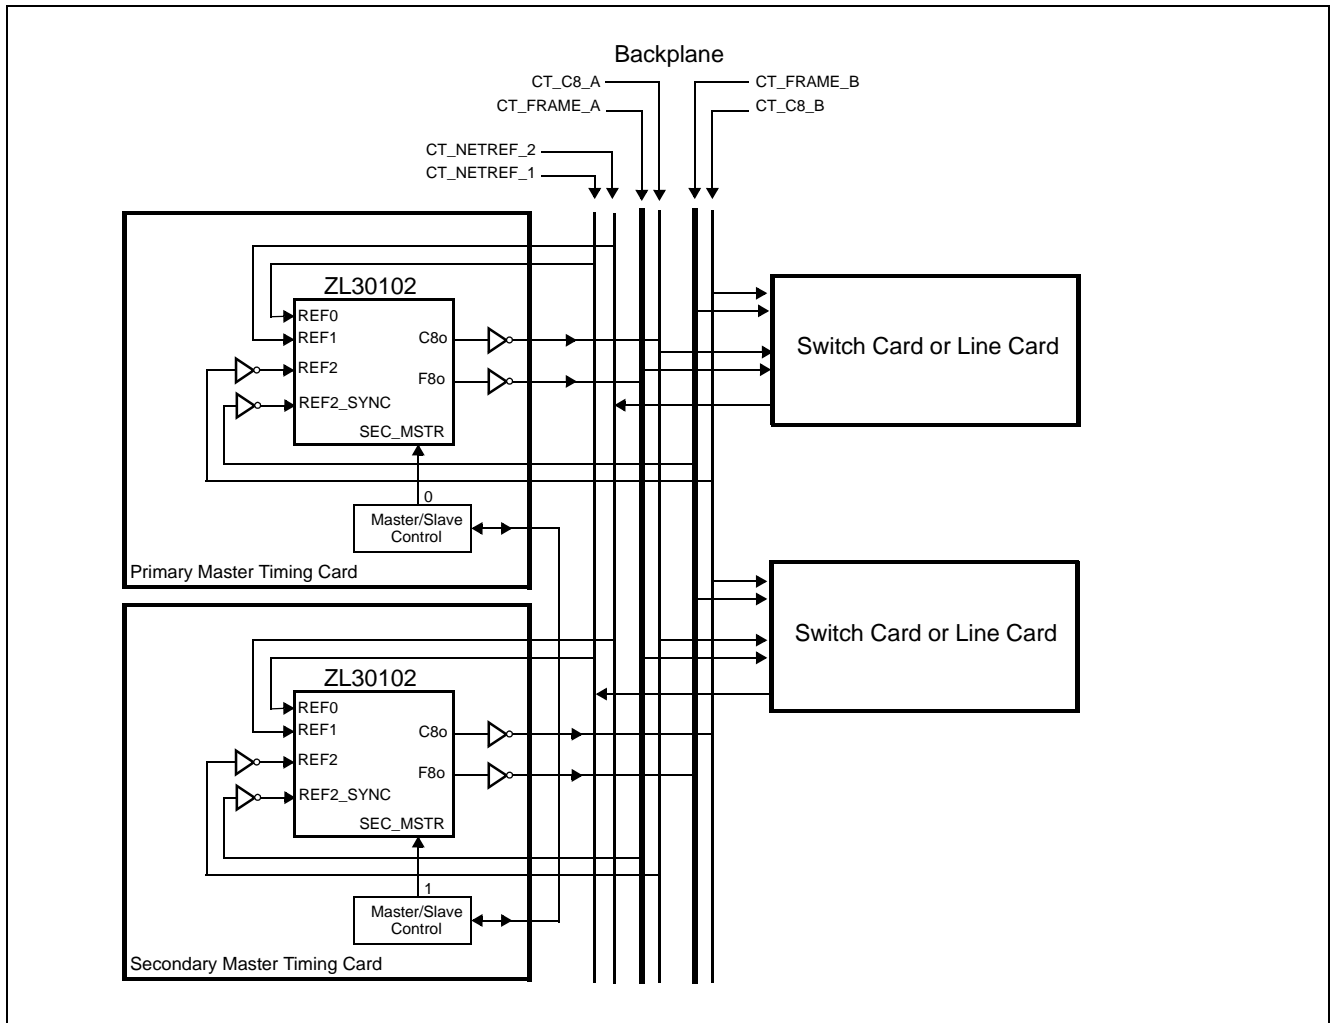 Backplane
CT_C8_A
CT_FRAME_B
CT_FRAME_A
CT_C8_B
CT_NETREF_2
CT_NETREF_1
ZL30102
REF0
REF1
C8o
REF2
F8o
REF2_SYNC
SEC_MSTR
0
Master/Slave
Control
Primary Master Timing Card
Switch Card or Line Card
ZL30102
REF0
REF1
C8o
REF2
F8o
REF2_SYNC
SEC_MSTR
1
Master/Slave
Control
Secondary Master Timing Card
Switch Card or Line Card